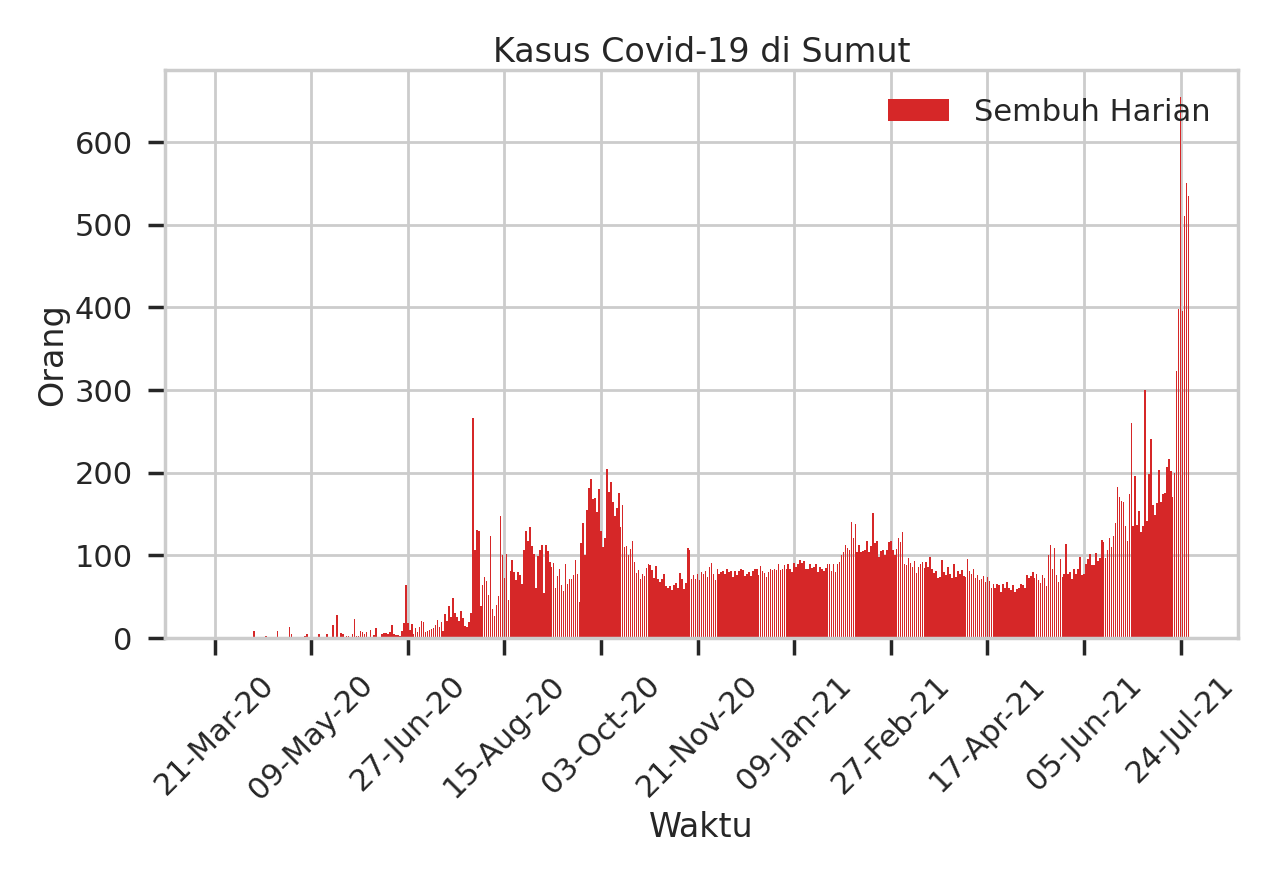 Kasus Covid-19 di Sumut
Sembuh Harian
600
500
400
300
200
100
0
Orang
21-Mar-20
09-May-20
27-Jun-20
15-Aug-20
03-Oct-20
21-Nov-20
09-Jan-21
27-Feb-21
17-Apr-21
05-Jun-21
24-Jul-21
Waktu